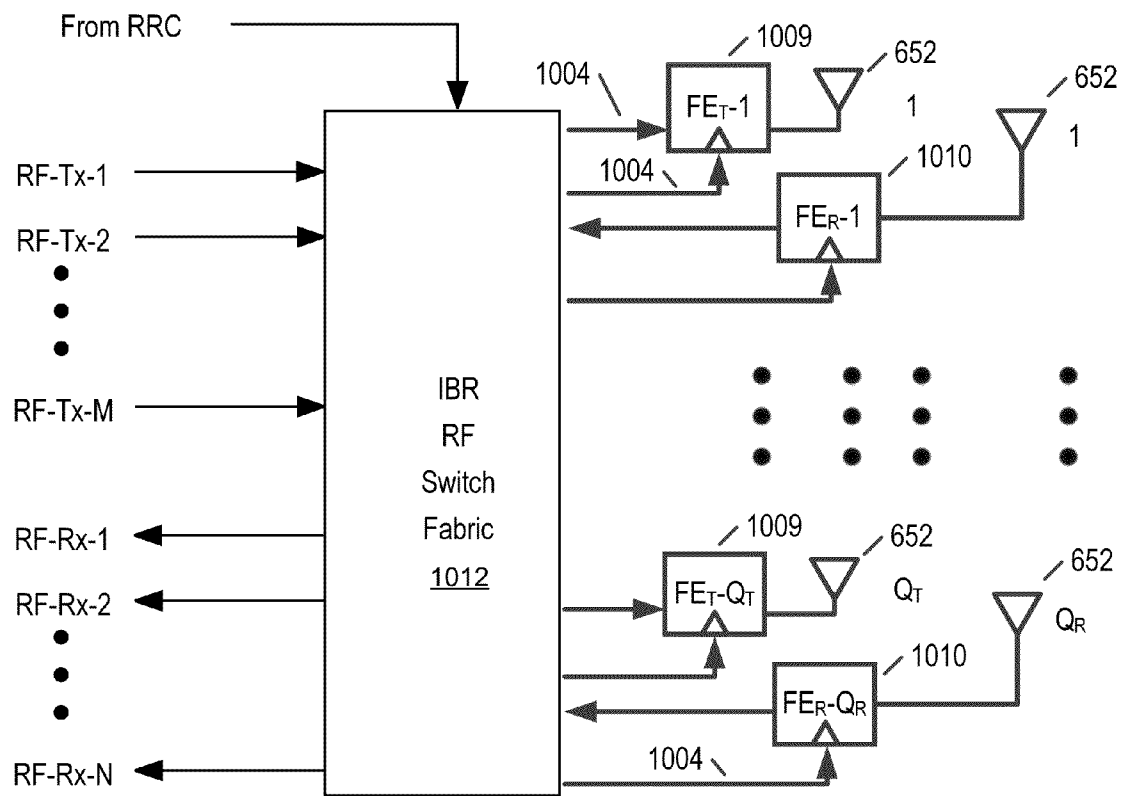 From RRC
1009
652
1004
FET-1
1
652
1
RF-Tx-1
1004
1010
RF-Tx-2
FER-1
RF-Tx-M
IBR
RF
Switch
Fabric
1012
RF-Rx-1
RF-Rx-2
RF-Rx-N
1009
652
FET-QT
QT
652
QR
1010
FER-QR
1004